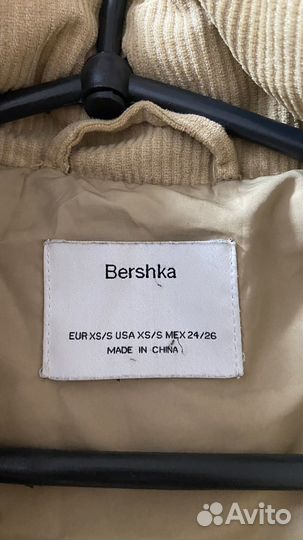 Bershka
EUR XS/S USA XS/S MEX 24/26
MADE IN CHINA
Avito